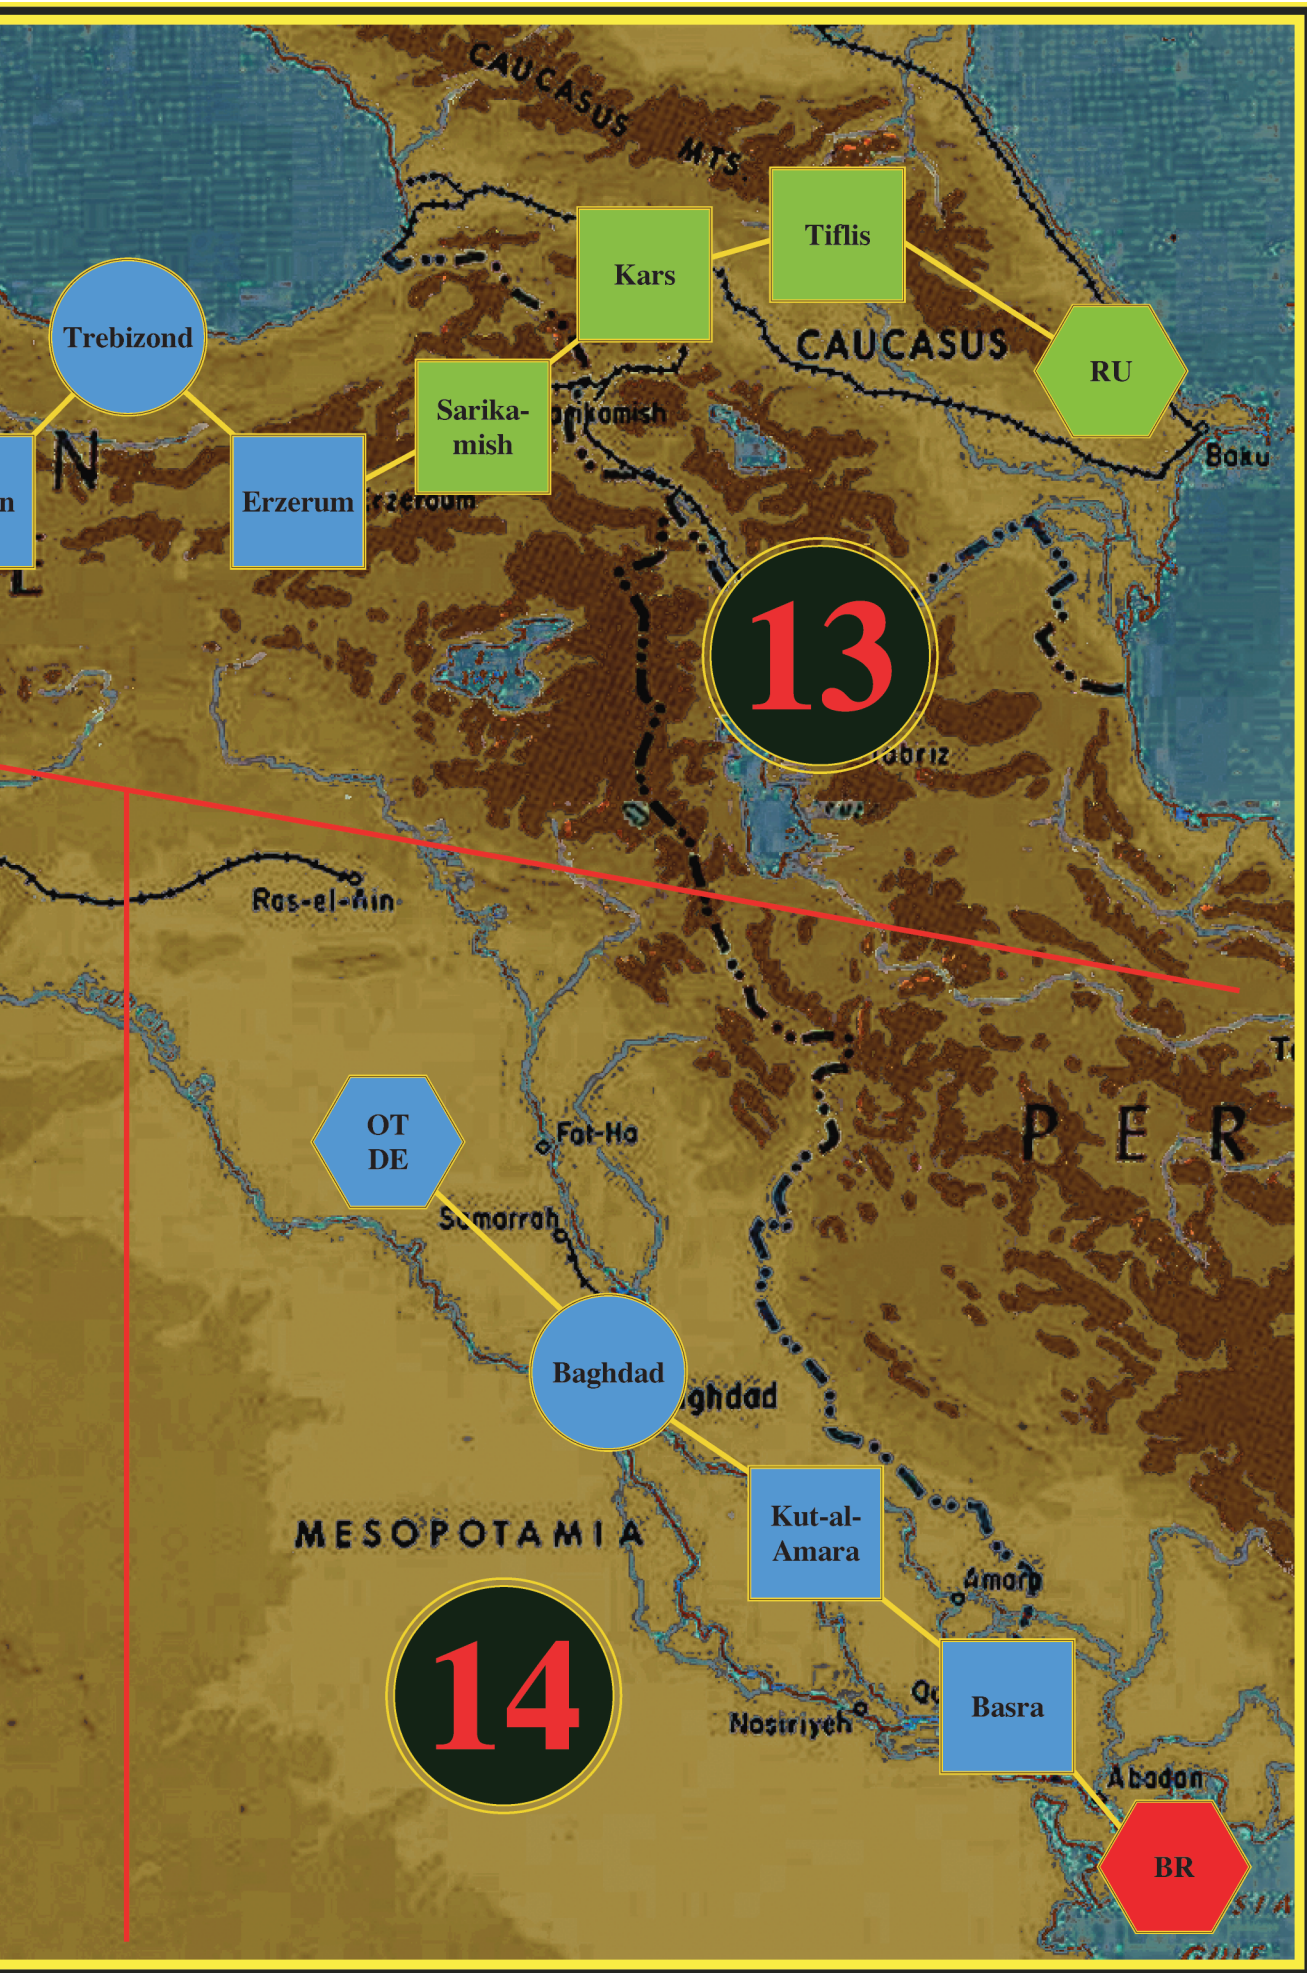 CAUCASUS
MTS.
Tiflis
Kars
Trebizond
CAUCASUS
RU
Sarika-
mish
Baku
N
n
Erzerum
E
13
Ras-el-Ain
OT
DE
Fat-Ha
P E R
Samarrah
Baghdad
Kut-al-
Amara
MESOPOTAMIA
Amara
14
Basra
Nasiriyeh
Abadan
BR